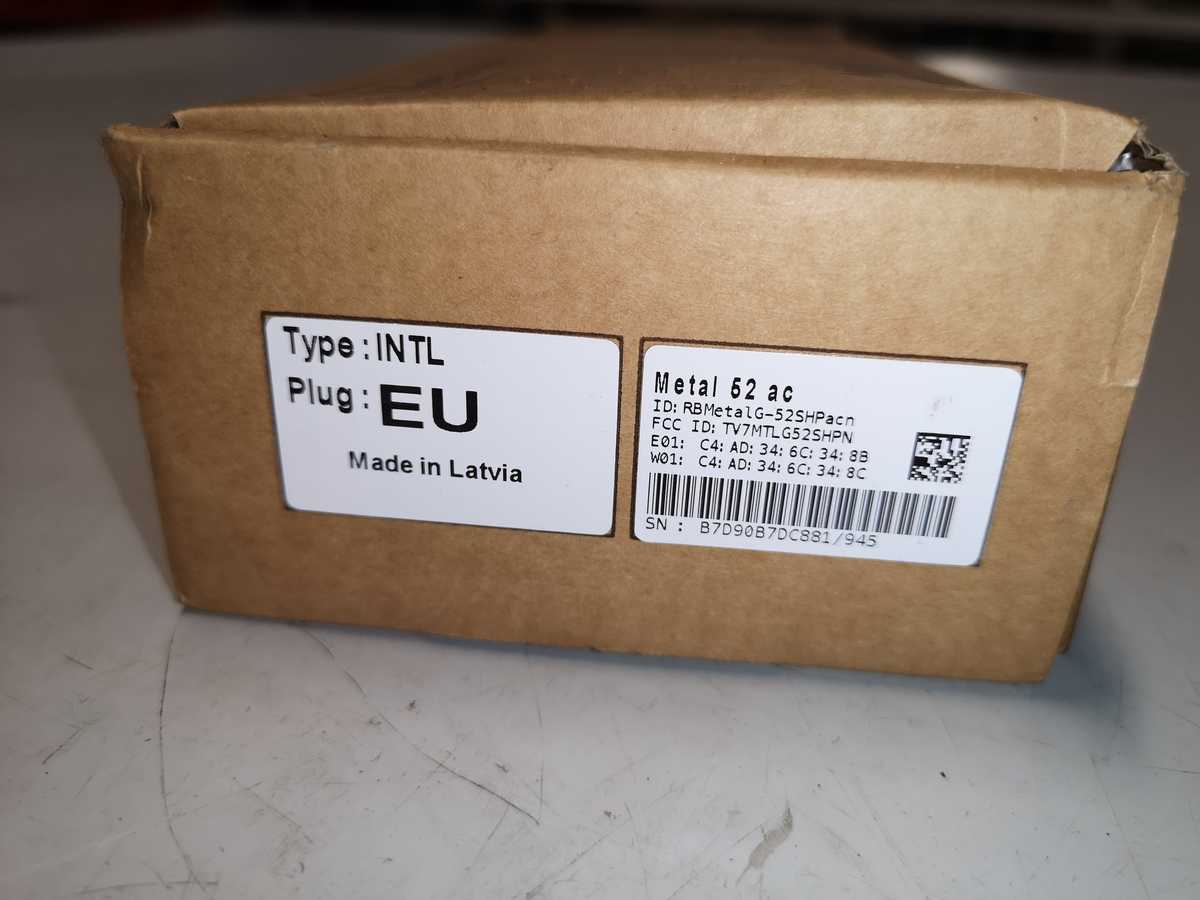 Type : INTL
Plug : EU
Made in Latvia
Metal 52 ac
ID: RBMetalG-52SHPacn
FCC ID: TV7MTLG52SHPN
E01: C4: AD: 34: 6C: 34: 8B
W01: C4: AD: 34: 6C: 34: 8C
SN : B7D90B7DC881/945